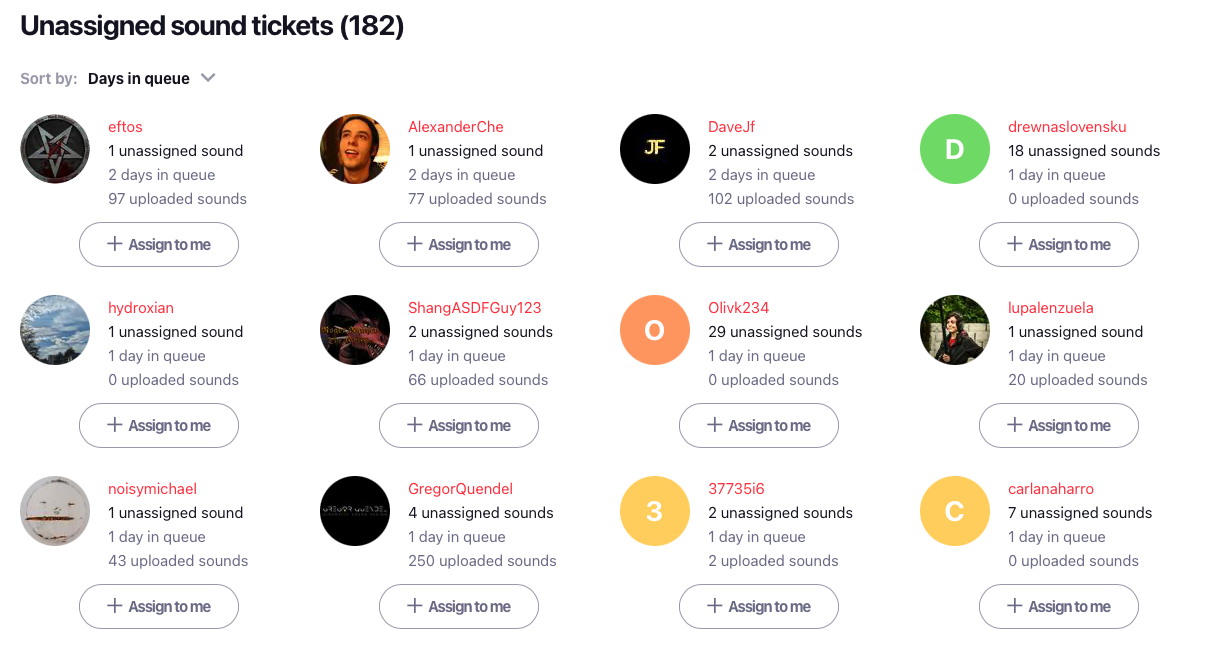 Unassigned sound tickets (182)
Sort by: Days in queue
eftos
1 unassigned sound
2 days in queue
97 uploaded sounds
Assign to me
AlexanderChe
1 unassigned sound
2 days in queue
77 uploaded sounds
Assign to me
JF
DaveJf
2 unassigned sounds
2 days in queue
102 uploaded sounds
Assign to me
D
drewnaslovensku
18 unassigned sounds
1 day in queue
0 uploaded sounds
Assign to me
hydroxian
1 unassigned sound
1 day in queue
0 uploaded sounds
Assign to me
ShangASDFGuy123
2 unassigned sounds
1 day in queue
66 uploaded sounds
Assign to me
O
Olivk234
29 unassigned sounds
1 day in queue
0 uploaded sounds
Assign to me
lupalenzuela
1 unassigned sound
1 day in queue
20 uploaded sounds
Assign to me
noisymichael
1 unassigned sound
1 day in queue
43 uploaded sounds
Assign to me
GREGOR QUENDEL
GregorQuendel
4 unassigned sounds
1 day in queue
250 uploaded sounds
Assign to me
3
37735i6
2 unassigned sounds
1 day in queue
2 uploaded sounds
Assign to me
C
carlanaharro
7 unassigned sounds
1 day in queue
0 uploaded sounds
Assign to me